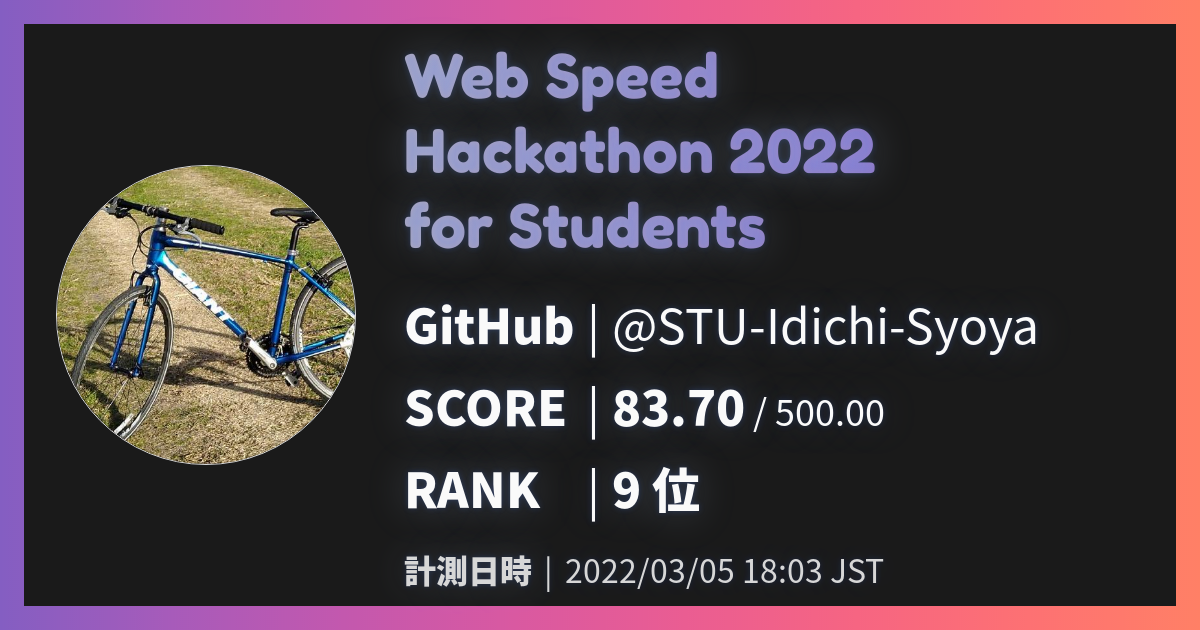 Web Speed
Hackathon 2022
for Students
GIANT
GitHub | @STU-Idichi-Syoya
SCORE | 83.70 / 500.00
RANK | 9 位
計測日時 | 2022/03/05 18:03 JST